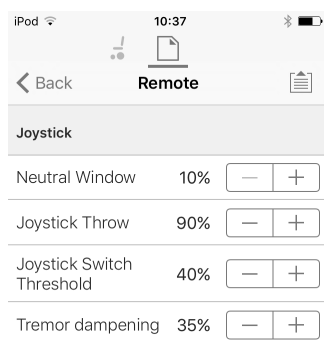 iPod 10:37
Back Remote
Joystick
Neutral Window 10% — +
Joystick Throw 90% — +
Joystick Switch
Threshold 40% — +
Tremor dampening 35% — +